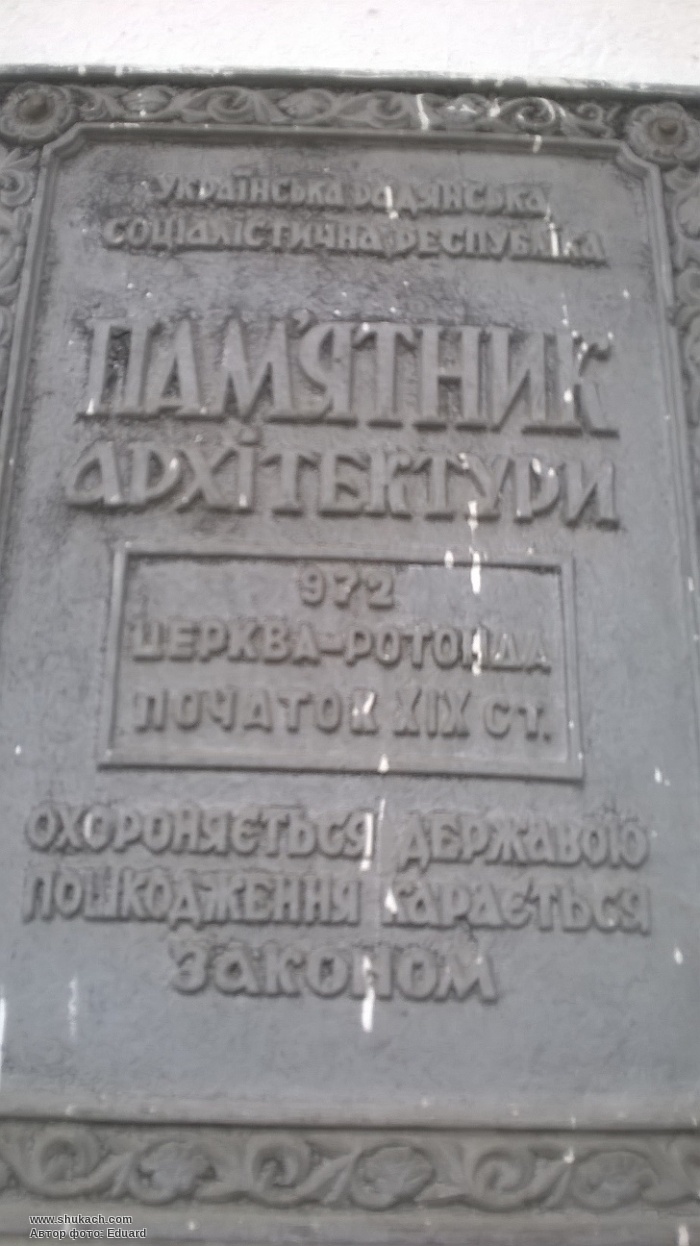 УКРАЇНСЬКА РАДЯНСЬКА
СОЦІАЛІСТИЧНА РЕСПУБЛІКА
ПАМ'ЯТНИК
АРХІТЕКТУРИ
972
ЦЕРКВА-РОТОНДА
ПОЧАТОК XIX СТ.
ОХОРОНЯЄТЬСЯ ДЕРЖАВОЮ
ПОШКОДЖЕННЯ КАРАЄТЬСЯ
ЗАКОНОМ
www.shukach.com
Автор фото: Eduard